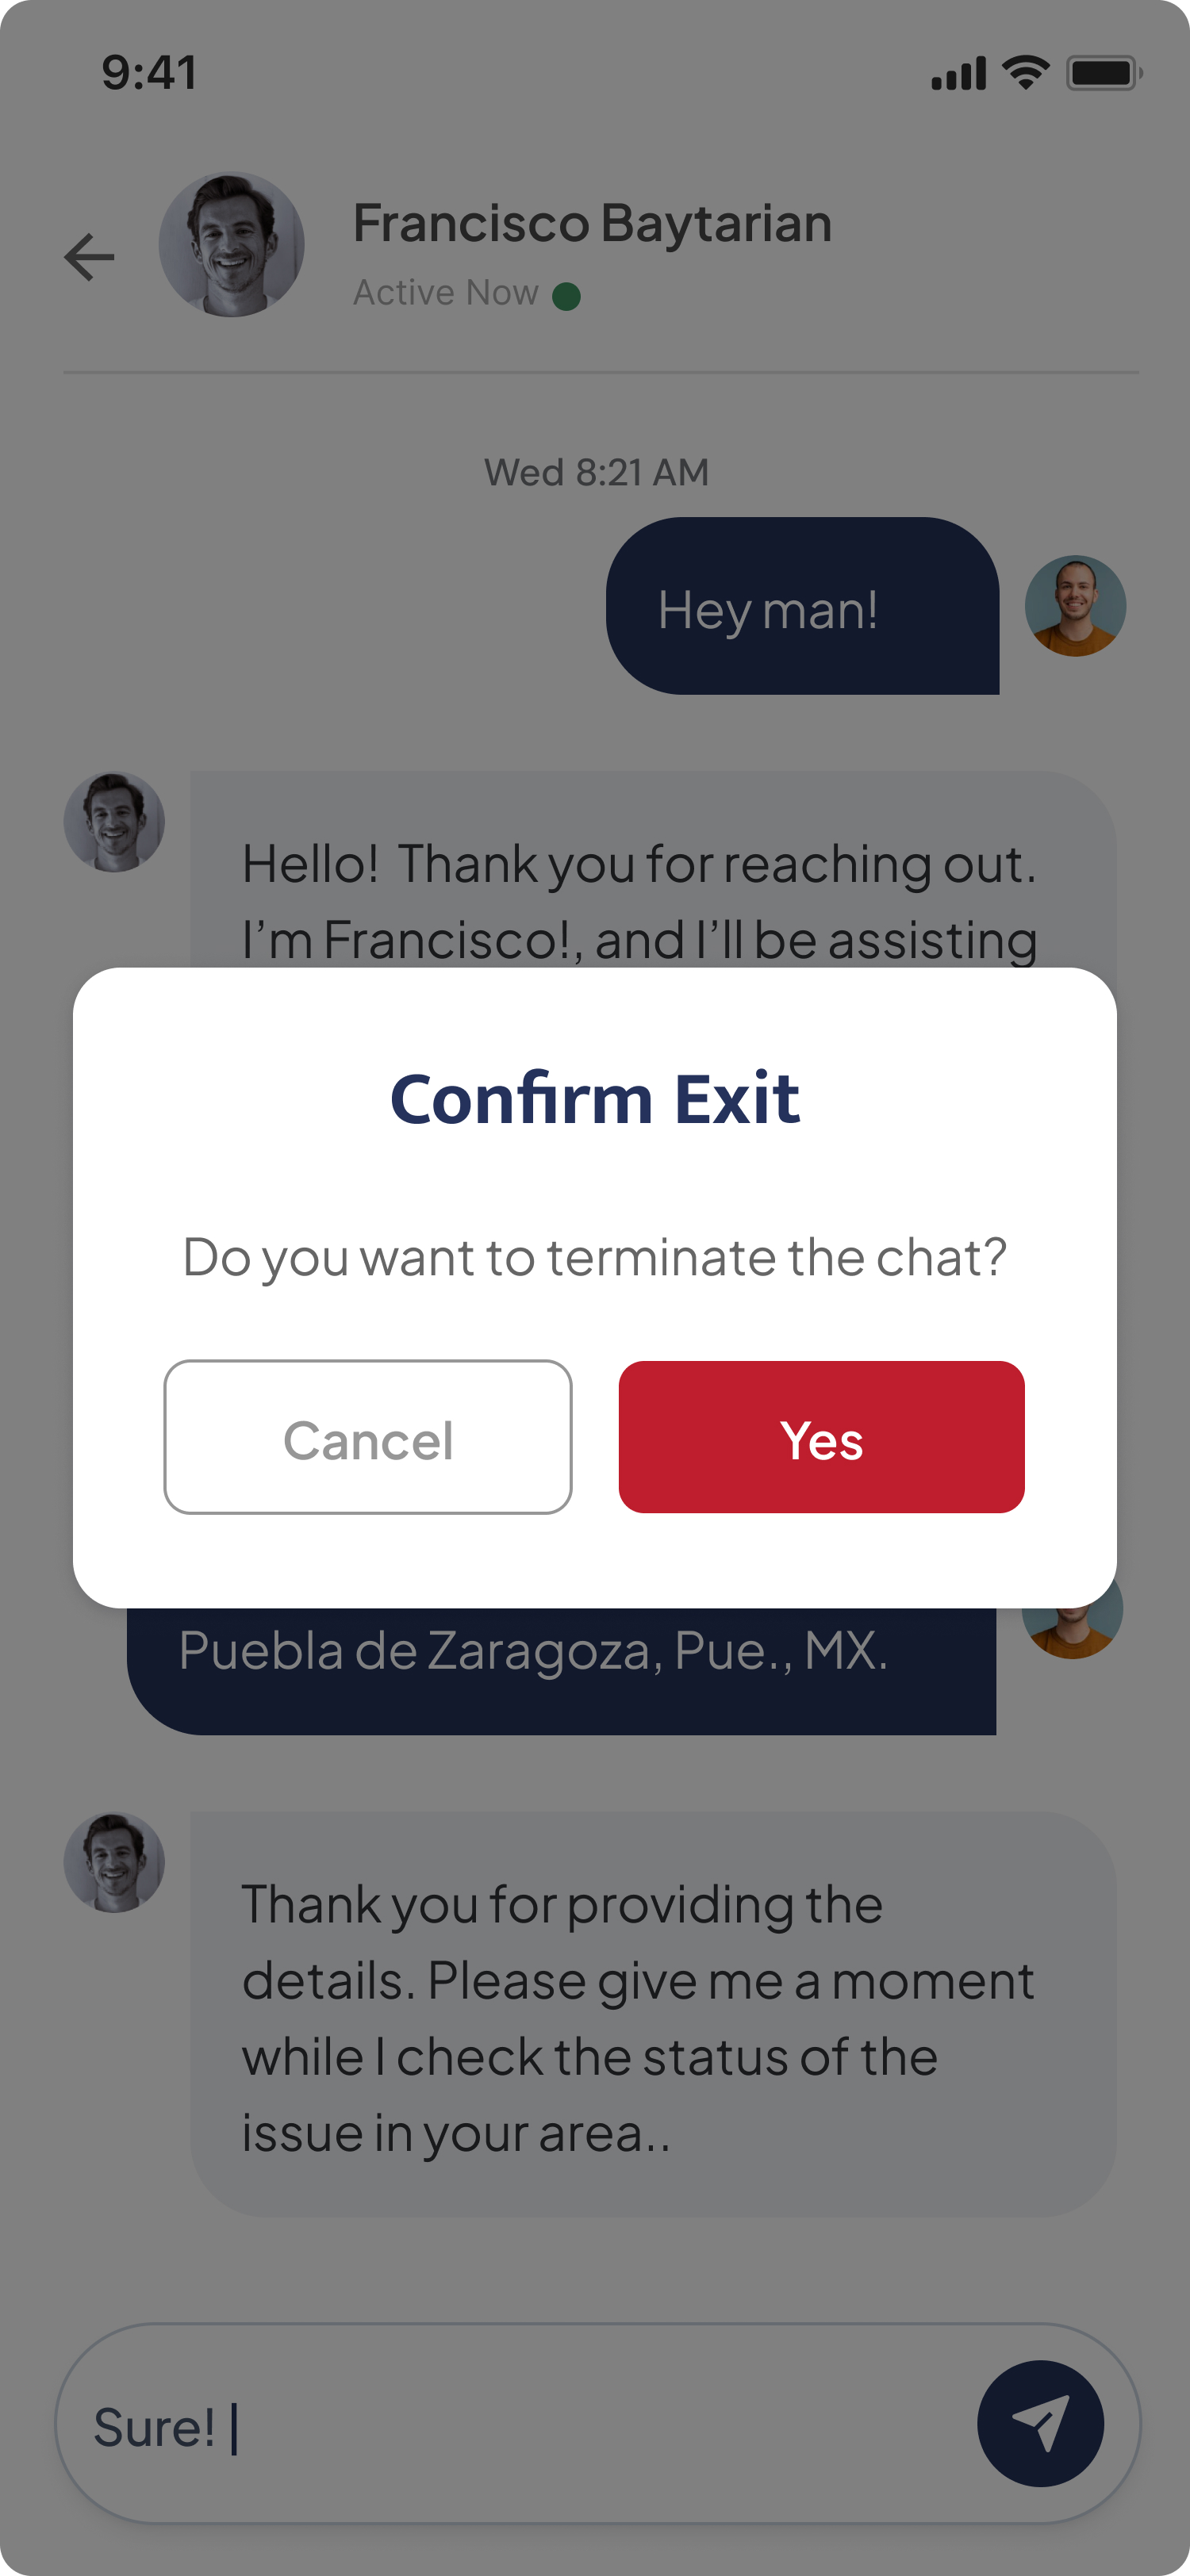 9:41
Francisco Baytarian
Active Now
Wed 8:21 AM
Hey man!
Hello!  Thank you for reaching out.
I’m Francisco!, and I’ll be assisting
Confirm Exit
Do you want to terminate the chat?
Cancel
Yes
Puebla de Zaragoza, Pue., MX.
Thank you for providing the
details. Please give me a moment
while I check the status of the
issue in your area..
Sure!